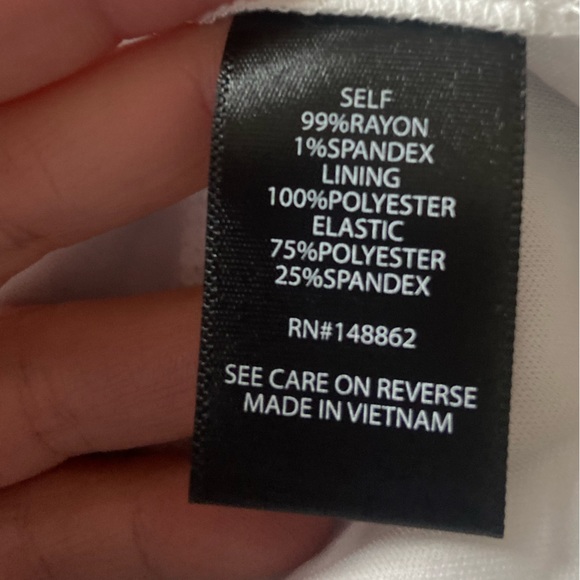 SELF
99%RAYON
1%SPANDEX
LINING
100%POLYESTER
ELASTIC
75%POLYESTER
25%SPANDEX
RN#148862
SEE CARE ON REVERSE
MADE IN VIETNAM